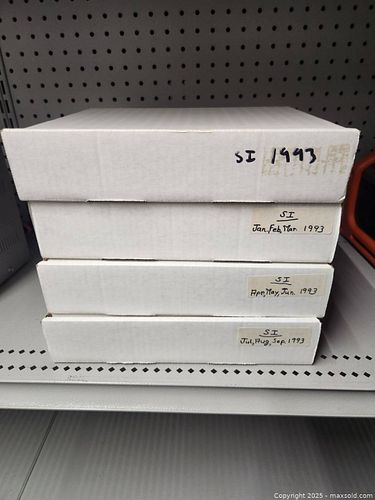 SI 1993
SI
Jan, Feb, Mar. 1993
SI
Apr, May, Jun. 1993
SI
Jul, Aug, Sep. 1993
Copyright 2025 - maxsold.com